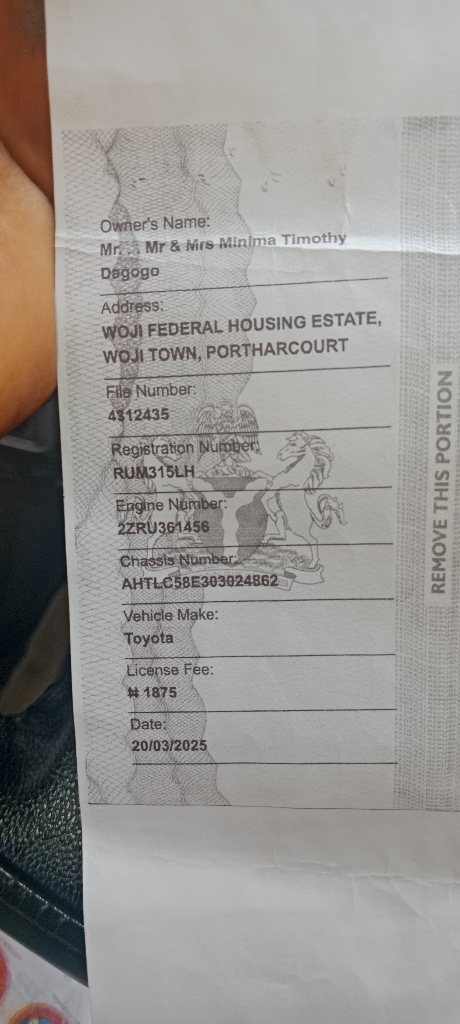 Owner's Name:
Mr. Mr & Mrs Minima Timothy
Dagogo
Address:
WOJI FEDERAL HOUSING ESTATE,
WOJI TOWN, PORTHARCOURT
File Number:
4312435
Registration Number:
RUM315LH
Engine Number:
2ZRU361456
Chassis Number:
AHTLC58E303024862
Vehicle Make:
Toyota
License Fee:
₦ 1875
Date:
20/03/2025
REMOVE THIS PORTION